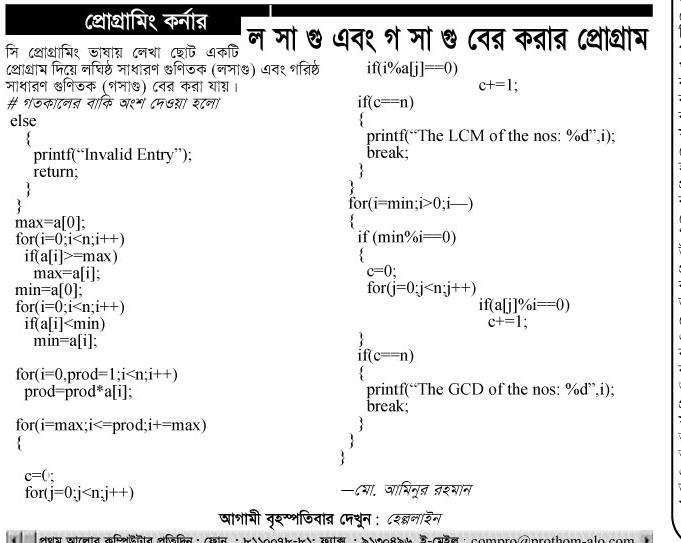 প্রোগ্রামিং কর্নার
ল সা গু এবং গ সা গু বের করার প্রোগ্রাম
সি প্রোগ্রামিং ভাষায় লেখা ছোট একটি
প্রোগ্রাম দিয়ে লঘিষ্ঠ সাধারণ গুণিতক (লসাগু) এবং গরিষ্ঠ
সাধারণ গুণিতক (গসাগু) বের করা যায়।
# গতকালের বাকি অংশ দেওয়া হলো
else
{
printf(“Invalid Entry”);
return;
}
}
max=a[0];
for(i=0;i<n;i++)
if(a[i]>=max)
max=a[i];
min=a[0];
for(i=0;i<n;i++)
if(a[i]<min)
min=a[i];
for(i=0,prod=1;i<n;i++)
prod=prod*a[i];
for(i=max;i<=prod;i+=max)
{
c=0;
for(j=0;j<n;j++)
if(i%a[j]==0)
c+=1;
if(c==n)
{
printf(“The LCM of the nos: %d”,i);
break;
}
}
for(i=min;i>0;i—)
{
if (min%i==0)
{
c=0;
for(j=0;j<n;j++)
if(a[j]%i==0)
c+=1;
}
if(c==n)
{
printf(“The GCD of the nos: %d”,i);
break;
}
}
}
—মো. আমিনুর রহমান
আগামী বৃহস্পতিবার দেখুন : হেল্পলাইন
প্রথম আলোর কম্পিউটার প্রতিদিন : ফোন : ৮১১০০৭৮-৮১; ফ্যাক্স : ৯১৩০৪৯৬, ই-মেইল : compro@prothom-alo.com